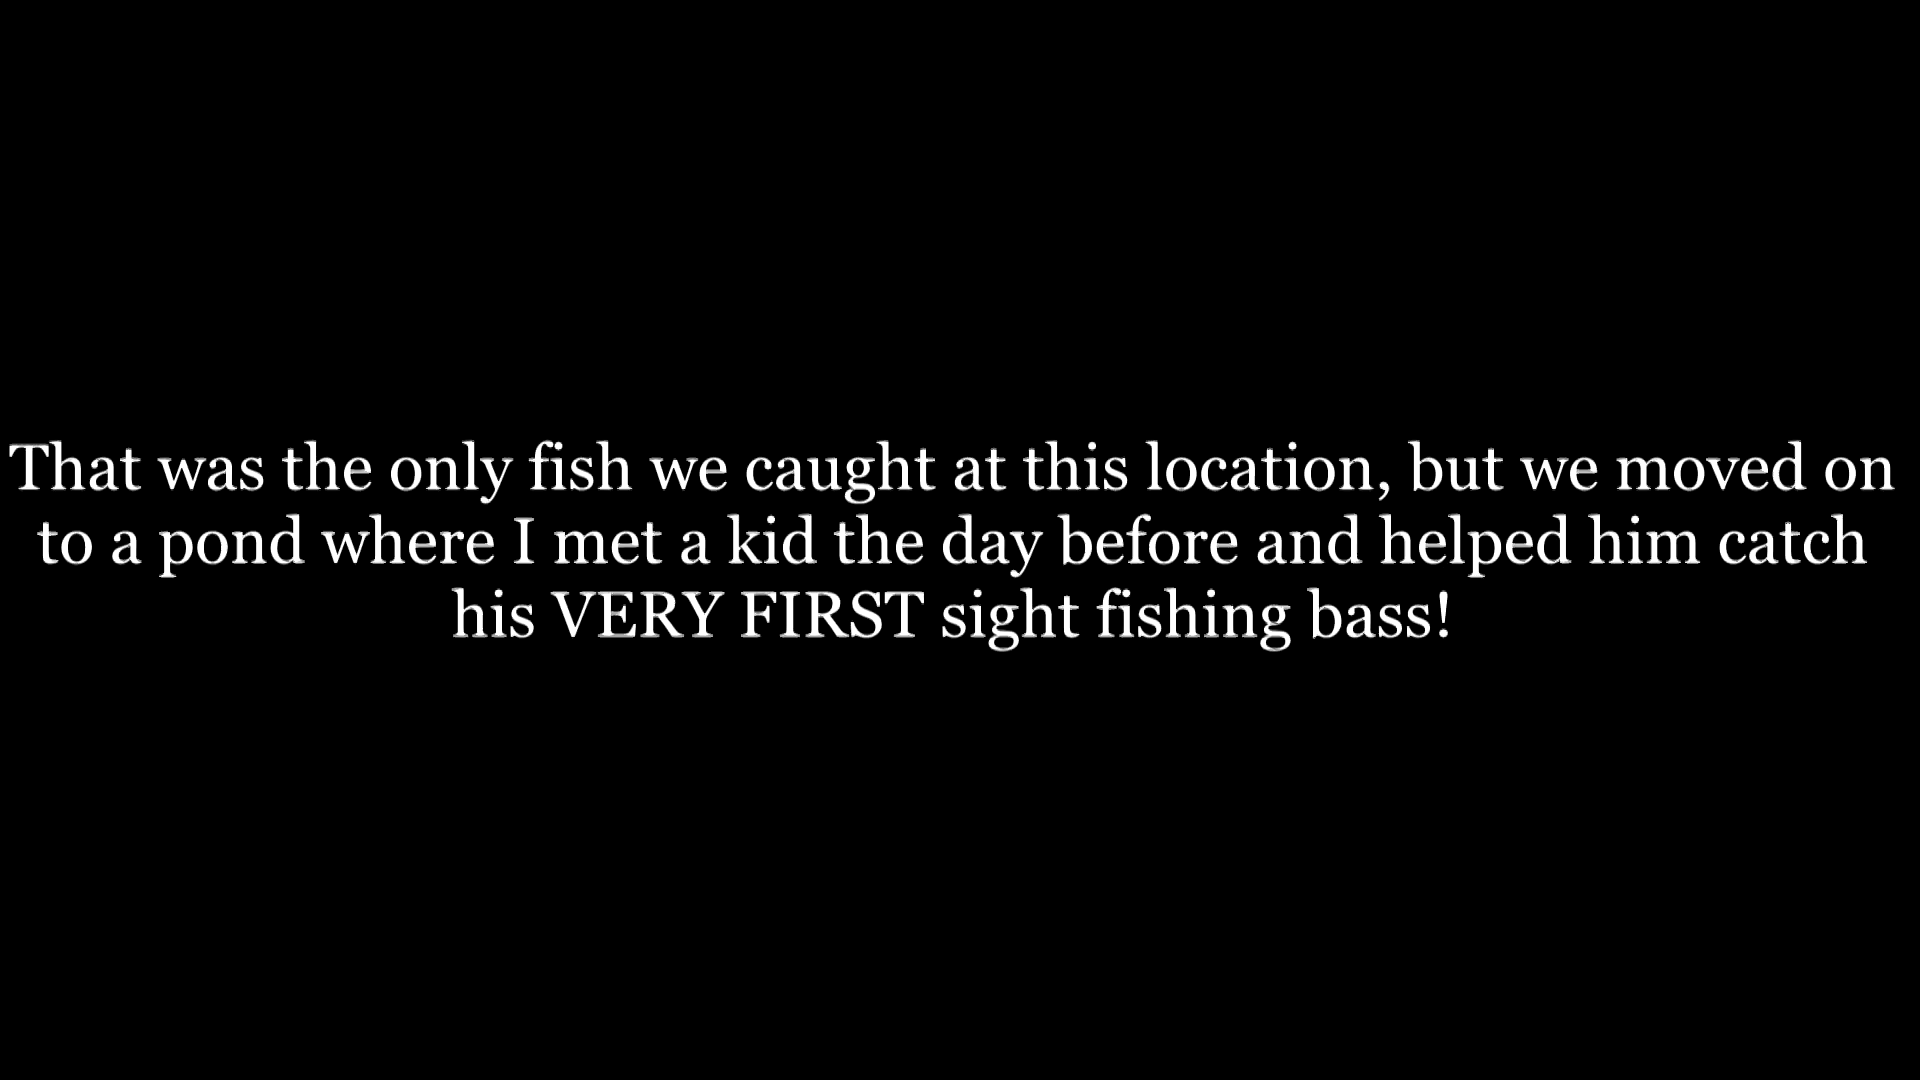 That was the only fish we caught at this location, but we moved on
to a pond where I met a kid the day before and helped him catch
his VERY FIRST sight fishing bass!